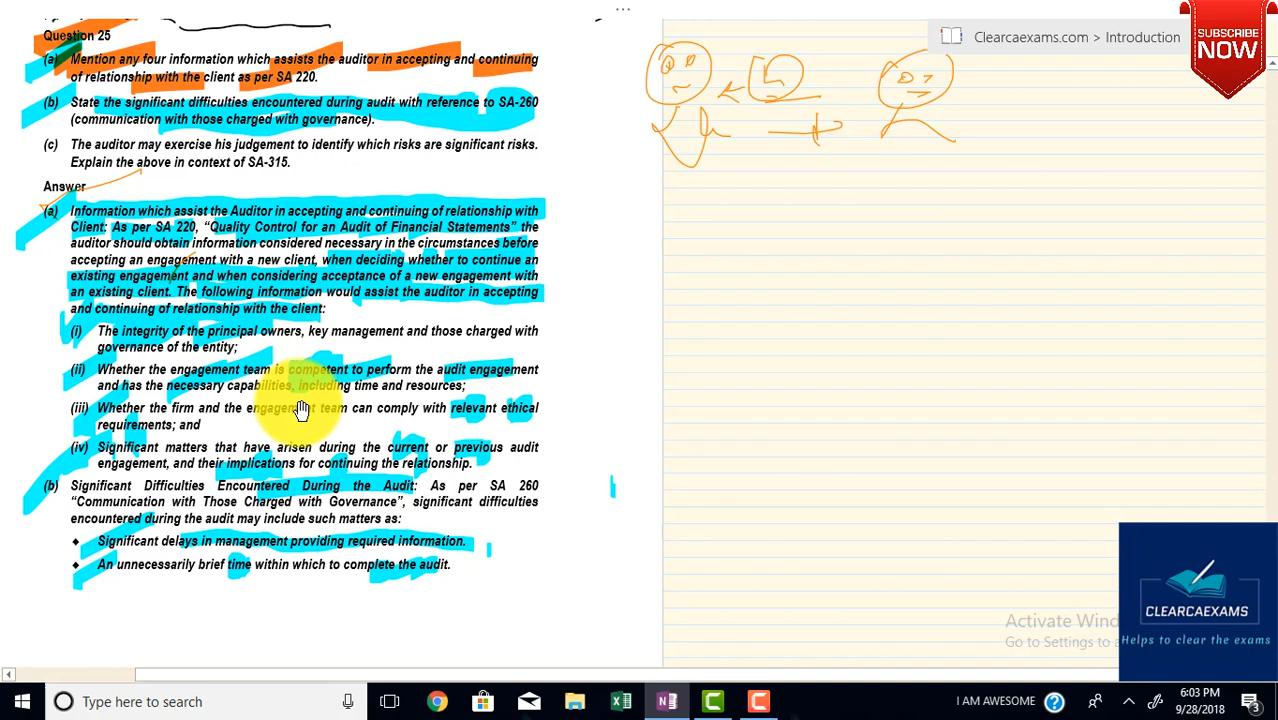 Question 25
(a) Mention any four information which assists the auditor in accepting and continuing
of relationship with the client as per SA 220.
(b) State the significant difficulties encountered during audit with reference to SA-260
(communication with those charged with governance).
(c) The auditor may exercise his judgement to identify which risks are significant risks.
Explain the above in context of SA-315.
Answer
(a) Information which assist the Auditor in accepting and continuing of relationship with
Client: As per SA 220, “Quality Control for an Audit of Financial Statements” the
auditor should obtain information considered necessary in the circumstances before
accepting an engagement with a new client, when deciding whether to continue an
existing engagement and when considering acceptance of a new engagement with
an existing client. The following information would assist the auditor in accepting
and continuing of relationship with the client:
(i) The integrity of the principal owners, key management and those charged with
governance of the entity;
(ii) Whether the engagement team is competent to perform the audit engagement
and has the necessary capabilities, including time and resources;
(iii) Whether the firm and the engagement team can comply with relevant ethical
requirements; and
(iv) Significant matters that have arisen during the current or previous audit
engagement, and their implications for continuing the relationship.
(b) Significant Difficulties Encountered During the Audit: As per SA 260
“Communication with Those Charged with Governance”, significant difficulties
encountered during the audit may include such matters as:
Significant delays in management providing required information.
An unnecessarily brief time within which to complete the audit.
Clearcaexams.com > Introduction
SUBSCRIBE
NOW
Activate Wind
Go to Settings to a
CLEARCAEXAMS
Helps to clear the exams
Type here to search
I AM AWESOME
6:03 PM
9/28/2018
3